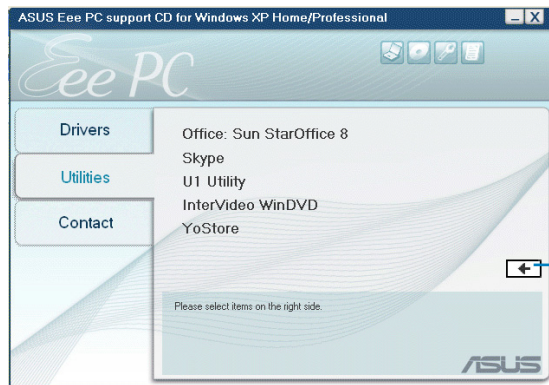 ASUS Eee PC support CD for Windows XP Home/Professional
Eee PC
Drivers
Utilities
Contact
Office: Sun StarOffice 8
Skype
U1 Utility
InterVideo WinDVD
YoStore
Please select items on the right side.
ASUS